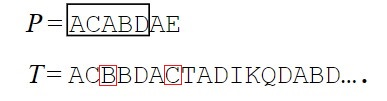 P = ACABDAE
T = ACBBDACTADIKQDABD....